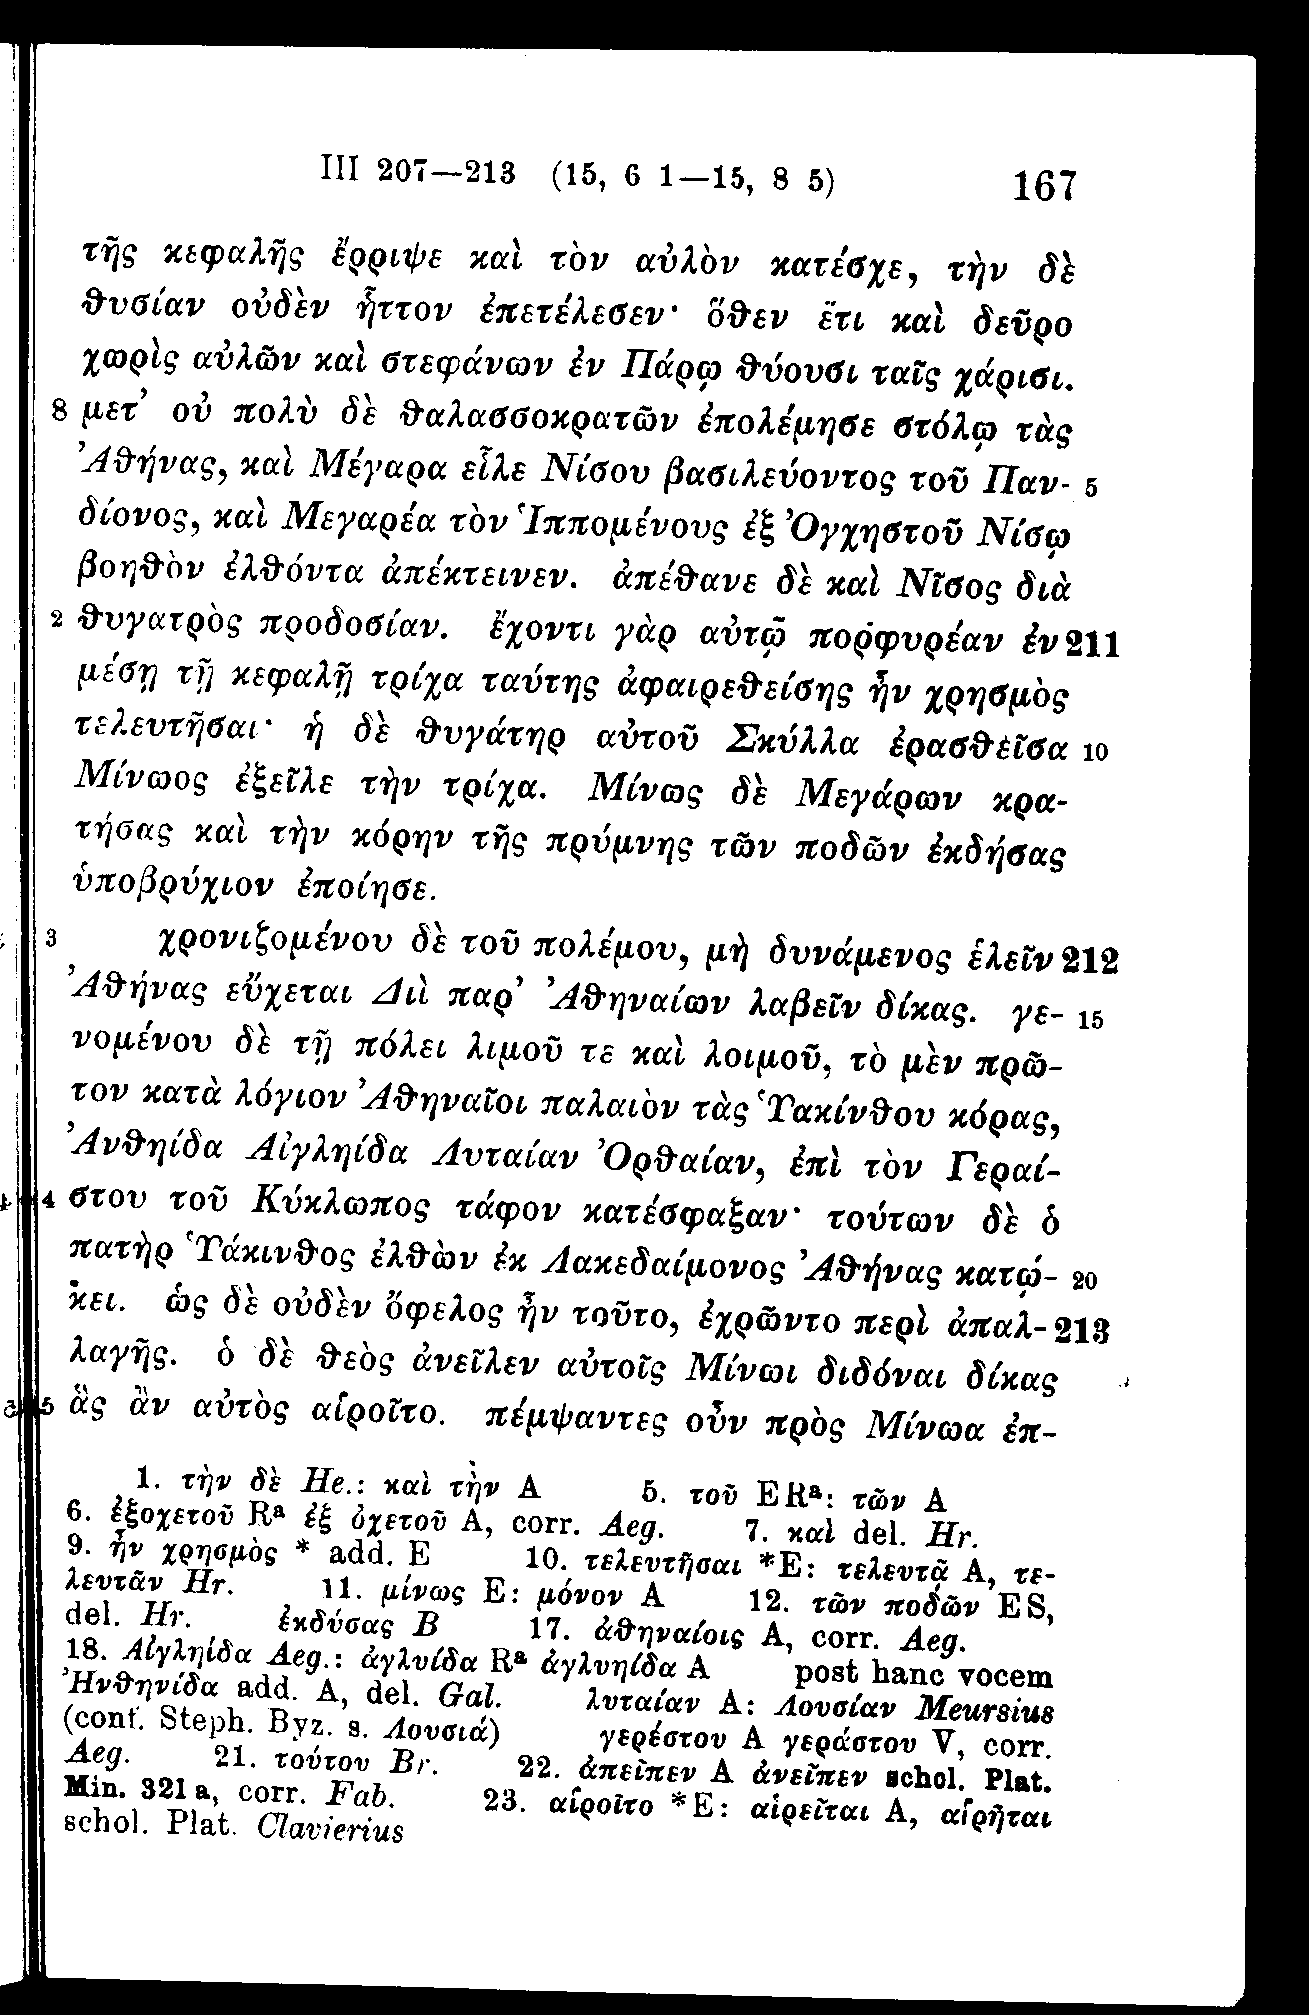 III 207—213 (15, 6 1—15, 8 5) 167
τῆς κεφαλῆς ἔρριψε καὶ τὸν αὐλὸν κατέσχε, τὴν δὲ
θυσίαν οὐδὲν ἧττον ἐπετέλεσεν· ὅθεν ἔτι καὶ δεῦρο
χωρὶς αὐλῶν καὶ στεφάνων ἐν Πάρῳ θύουσι ταῖς χάρισι.
8 μετ’ οὐ πολὺ δὲ θαλασσοκρατῶν ἐπολέμησε στόλῳ τὰς
Ἀθήνας, καὶ Μέγαρα εἷλε Νίσου βασιλεύοντος τοῦ Παν- 5
δίονος, καὶ Μεγαρέα τὸν Ἱππομένους ἐξ Ὀγχηστοῦ Νίσῳ
βοηθὸν ἐλθόντα ἀπέκτεινεν. ἀπέθανε δὲ καὶ Νῖσος διὰ
2 θυγατρὸς προδοσίαν. ἔχοντι γὰρ αὐτῷ πορφυρέαν ἐν 211
μέσῃ τῇ κεφαλῇ τρίχα ταύτης ἀφαιρεθείσης ἦν χρησμὸς
τελευτῆσαι· ἡ δὲ θυγάτηρ αὐτοῦ Σκύλλα ἐρασθεῖσα 10
Μίνωος ἐξεῖλε τὴν τρίχα. Μίνως δὲ Μεγάρων κρα-
τήσας καὶ τὴν κόρην τῆς πρύμνης τῶν ποδῶν ἐκδήσας
ὑποβρύχιον ἐποίησε.
3 χρονιζομένου δὲ τοῦ πολέμου, μὴ δυνάμενος ἑλεῖν 212
Ἀθήνας εὔχεται Διὶ παρ’ Ἀθηναίων λαβεῖν δίκας. γε- 15
νομένου δὲ τῇ πόλει λιμοῦ τε καὶ λοιμοῦ, τὸ μὲν πρῶ-
τον κατὰ λόγιον Ἀθηναῖοι παλαιὸν τὰς Ὑακίνθου κόρας,
Ἀνθηίδα Αἰγληίδα Λυταίαν Ὀρθαίαν, ἐπὶ τὸν Γεραί-
4 στου τοῦ Κύκλωπος τάφον κατέσφαξαν· τούτων δὲ ὁ
πατὴρ Ὑάκινθος ἐλθὼν ἐκ Λακεδαίμονος Ἀθήνας κατῴ- 20
κει. ὡς δὲ οὐδὲν ὄφελος ἦν τοῦτο, ἐχρῶντο περὶ ἀπαλ- 213
λαγῆς. ὁ δὲ θεὸς ἀνεῖλεν αὐτοῖς Μίνωι διδόναι δίκας
5 ἃς ἂν αὐτὸς αἱροῖτο. πέμψαντες οὖν πρὸς Μίνωα ἐπ-
1. τὴν δὲ He.: καὶ τὴν A 5. τοῦ ERᵃ: τῶν A
6. ἐξοχετοῦ Rᵃ ἐξ ὀχετοῦ A, corr. Aeg. 7. καὶ del. Hr.
9. ἦν χρησμὸς * add. E 10. τελευτῆσαι *E: τελευτᾷ A, τε-
λευτᾶν Hr. 11. μίνως E: μόνον A 12. τῶν ποδῶν ES,
del. Hr. ἐκδύσας B 17. ἀθηναίοις A, corr. Aeg.
18. Αἰγληίδα Aeg.: ἀγλυίδα Rᵃ ἀγλυηίδα A post hanc vocem
Ἠνθηνίδα add. A, del. Gal. λυταίαν A: Λουσίαν Meursius
(conf. Steph. Byz. s. Λουσιά) γερέστου A γεράστου V, corr.
Aeg. 21. τούτου Br. 22. ἀπεῖπεν A ἀνεῖπεν schol. Plat.
Min. 321 a, corr. Fab. 23. αἱροῖτο *E: αἱρεῖται A, αἱρῆται
schol. Plat. Clavierius